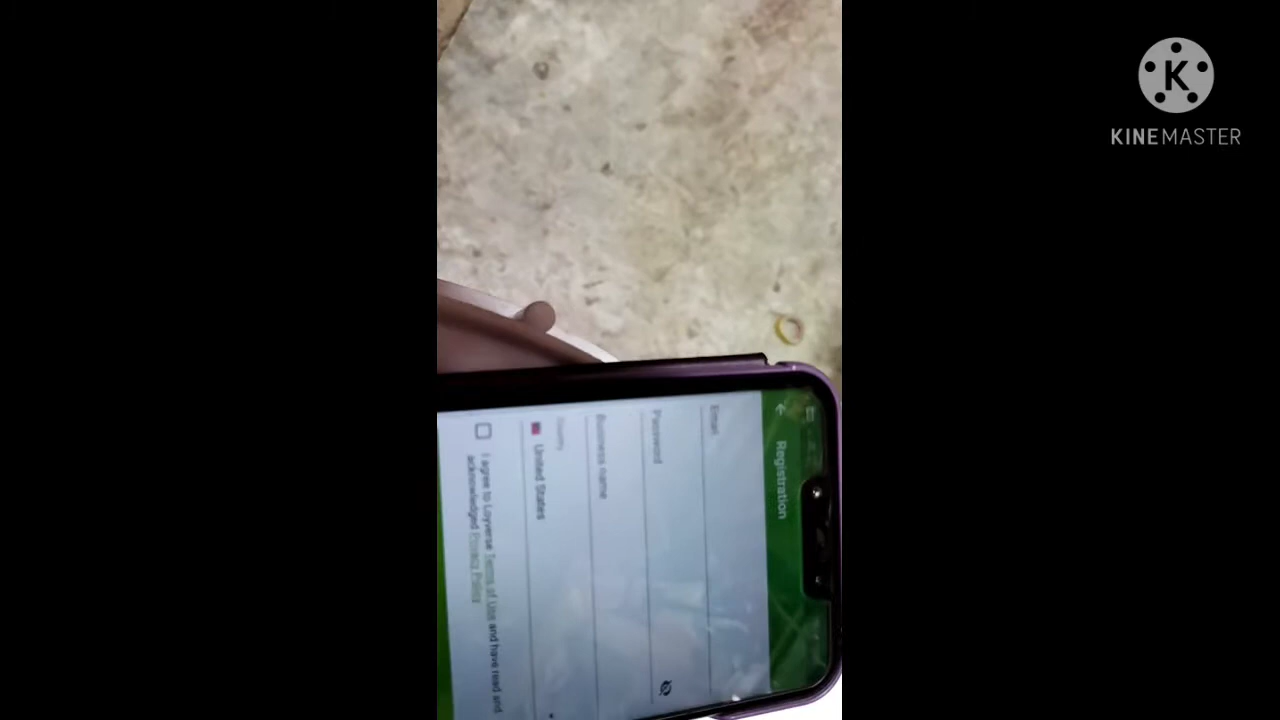 KINEMASTER
Registration
Email
Password
Business name
Country
United States
I agree to Loyverse Terms of Use and have read and
acknowledged Privacy Policy